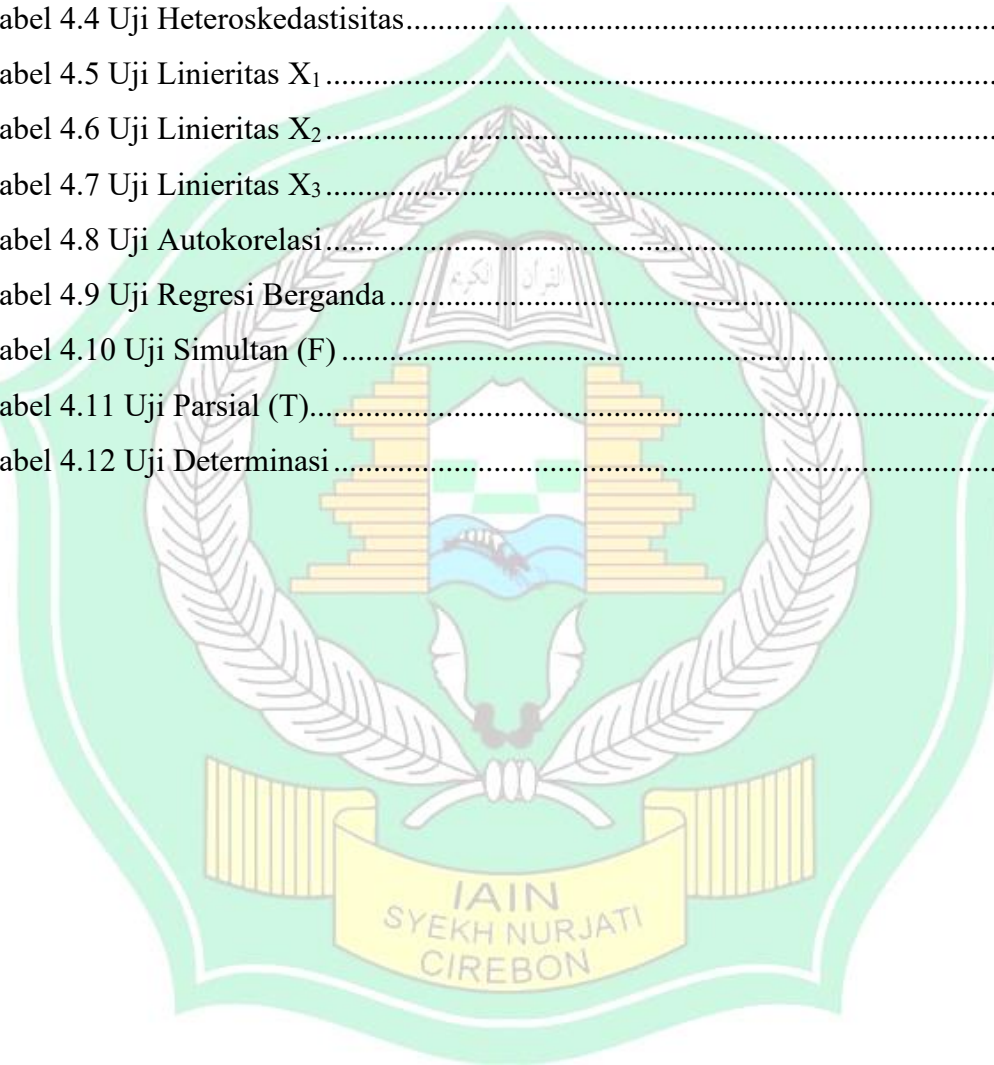 abel 4.4 Uji Heteroskedastisitas................................................................................
abel 4.5 Uji Linieritas X₁................................................................................
abel 4.6 Uji Linieritas X₂................................................................................
abel 4.7 Uji Linieritas X₃................................................................................
abel 4.8 Uji Autokorelasi................................................................................
القرآن الكريم
abel 4.9 Uji Regresi Berganda................................................................................
abel 4.10 Uji Simultan (F)................................................................................
abel 4.11 Uji Parsial (T)................................................................................
abel 4.12 Uji Determinasi................................................................................
IAIN
SYEKH NURJATI
CIREBON